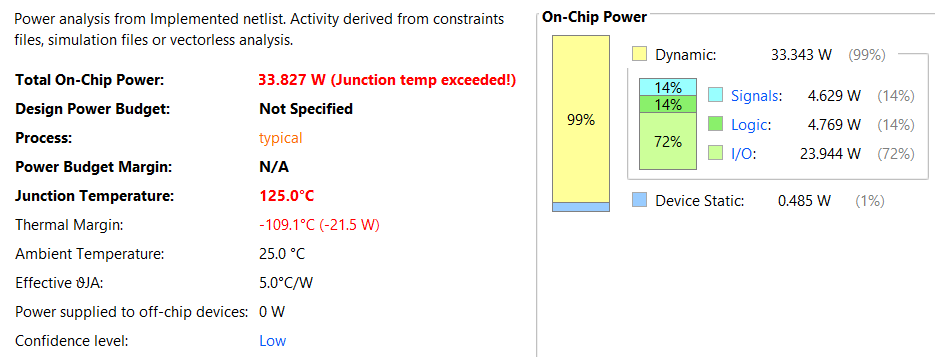 Power analysis from Implemented netlist. Activity derived from constraints
files, simulation files or vectorless analysis.
Total On-Chip Power: 33.827 W (Junction temp exceeded!)
Design Power Budget: Not Specified
Process: typical
Power Budget Margin: N/A
Junction Temperature: 125.0°C
Thermal Margin: -109.1°C (-21.5 W)
Ambient Temperature: 25.0 °C
Effective ϑJA: 5.0°C/W
Power supplied to off-chip devices: 0 W
Confidence level: Low
On-Chip Power
99%
Dynamic: 33.343 W (99%)
14%
14%
72%
Signals: 4.629 W (14%)
Logic: 4.769 W (14%)
I/O: 23.944 W (72%)
Device Static: 0.485 W (1%)